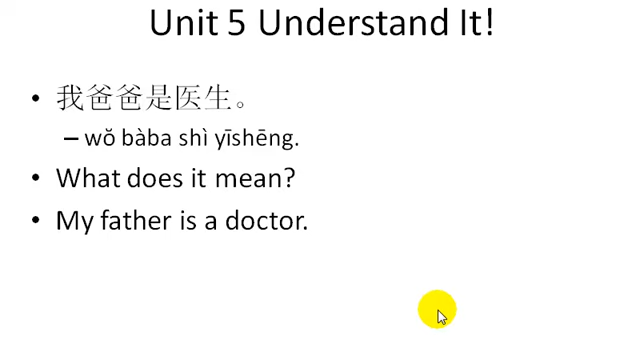 Unit 5 Understand It!
• 我爸爸是医生。
– wǒ bàba shì yīshēng.
• What does it mean?
• My father is a doctor.